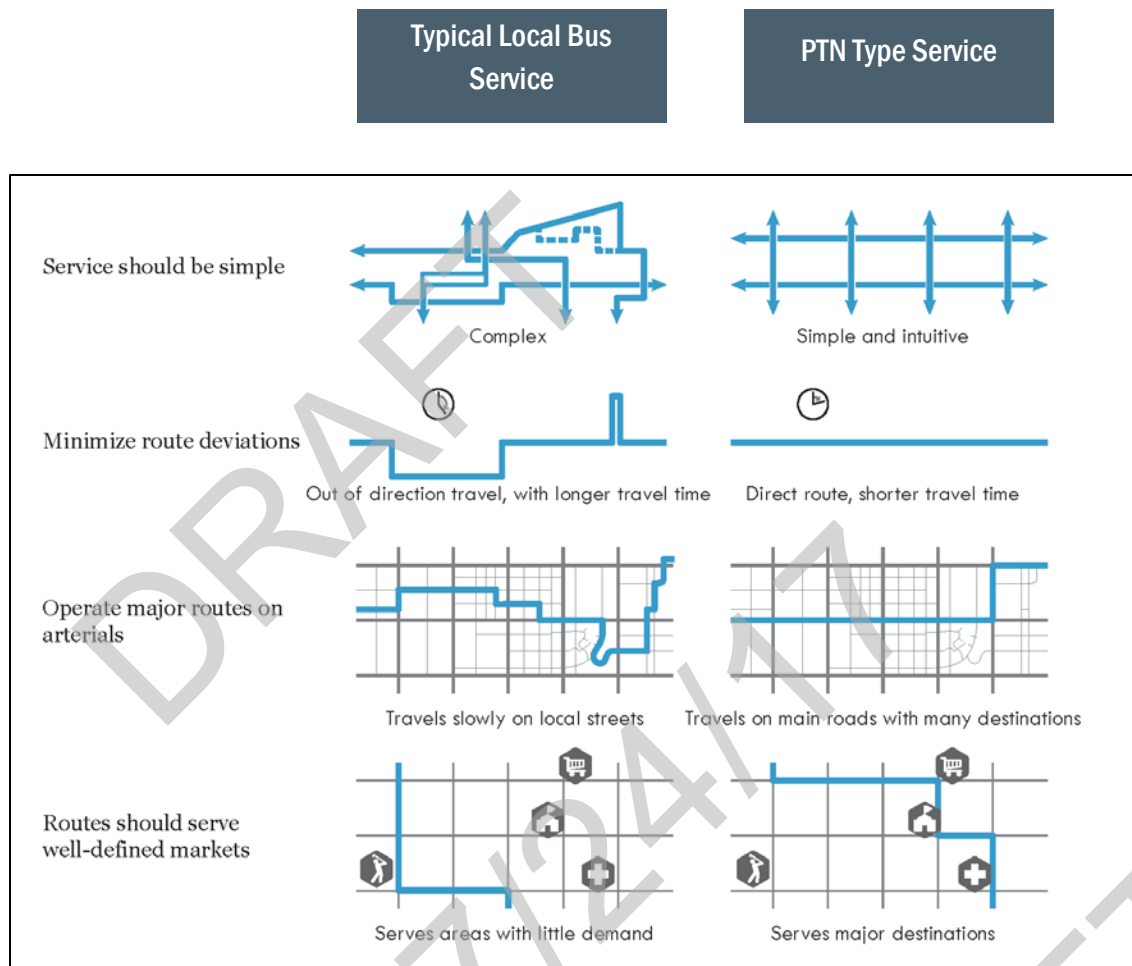 Typical Local Bus
Service
PTN Type Service
Service should be simple
Complex
Simple and intuitive
Minimize route deviations
Out of direction travel, with longer travel time
Direct route, shorter travel time
Operate major routes on
arterials
Travels slowly on local streets
Travels on main roads with many destinations
Routes should serve
well-defined markets
Serves areas with little demand
Serves major destinations
DRAFT
7/24/17